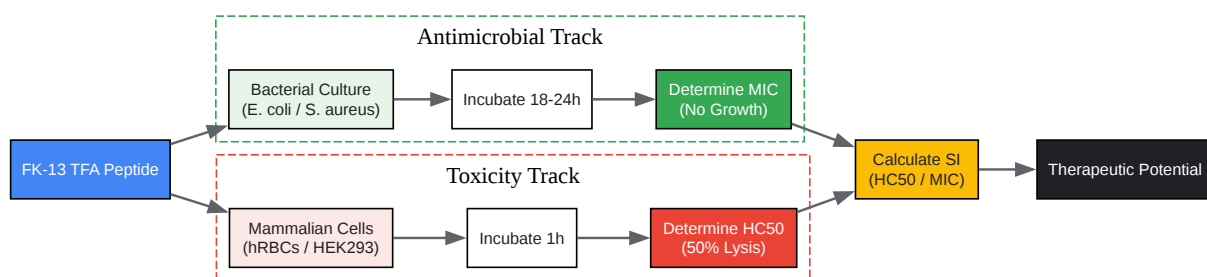 Antimicrobial Track
Bacterial Culture
(E. coli / S. aureus)
Incubate 18-24h
Determine MIC
(No Growth)
FK-13 TFA Peptide
Calculate SI
(HC50 / MIC)
Therapeutic Potential
Toxicity Track
Mammalian Cells
(hRBCs / HEK293)
Incubate 1h
Determine HC50
(50% Lysis)